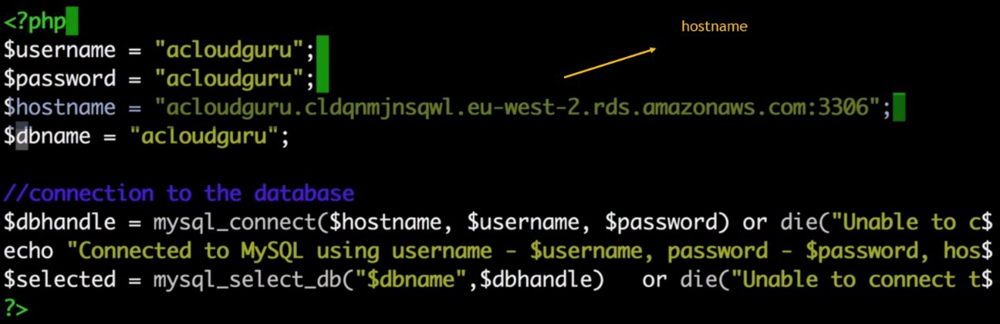 <?php
hostname
$username = "acloudguru";
$password = "acloudguru";
$hostname = "acloudguru.cldqnmjnsqwl.eu-west-2.rds.amazonaws.com:3306";
$dbname = "acloudguru";
//connection to the database
$dbhandle = mysql_connect($hostname, $username, $password) or die("Unable to c$
echo "Connected to MySQL using username - $username, password - $password, hos$
$selected = mysql_select_db("$dbname",$dbhandle)   or die("Unable to connect t$
?>